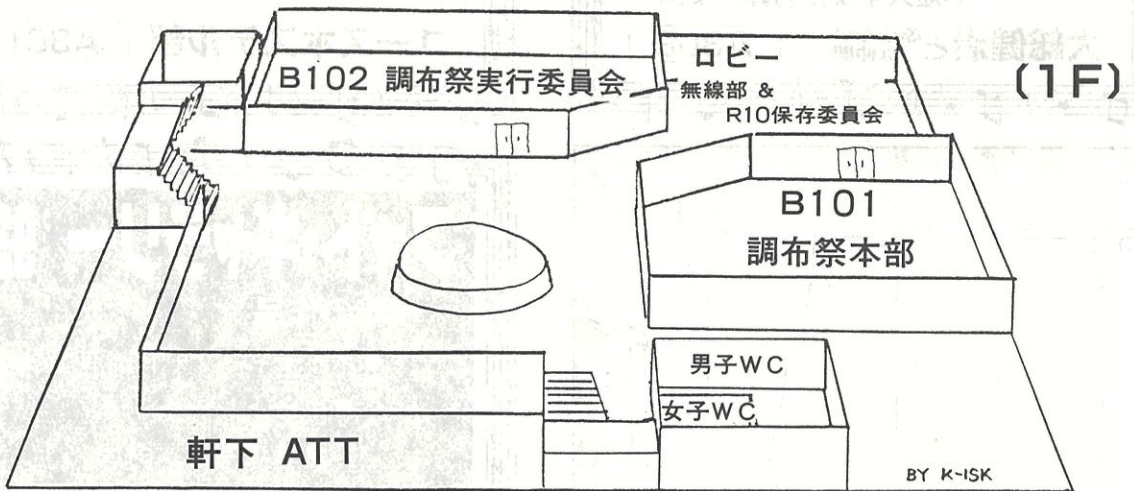 ロビー
(1F)
B102 調布祭実行委員会
無線部 &
R10保存委員会
B101
調布祭本部
男子WC
女子WC
軒下 ATT
BY K-ISK